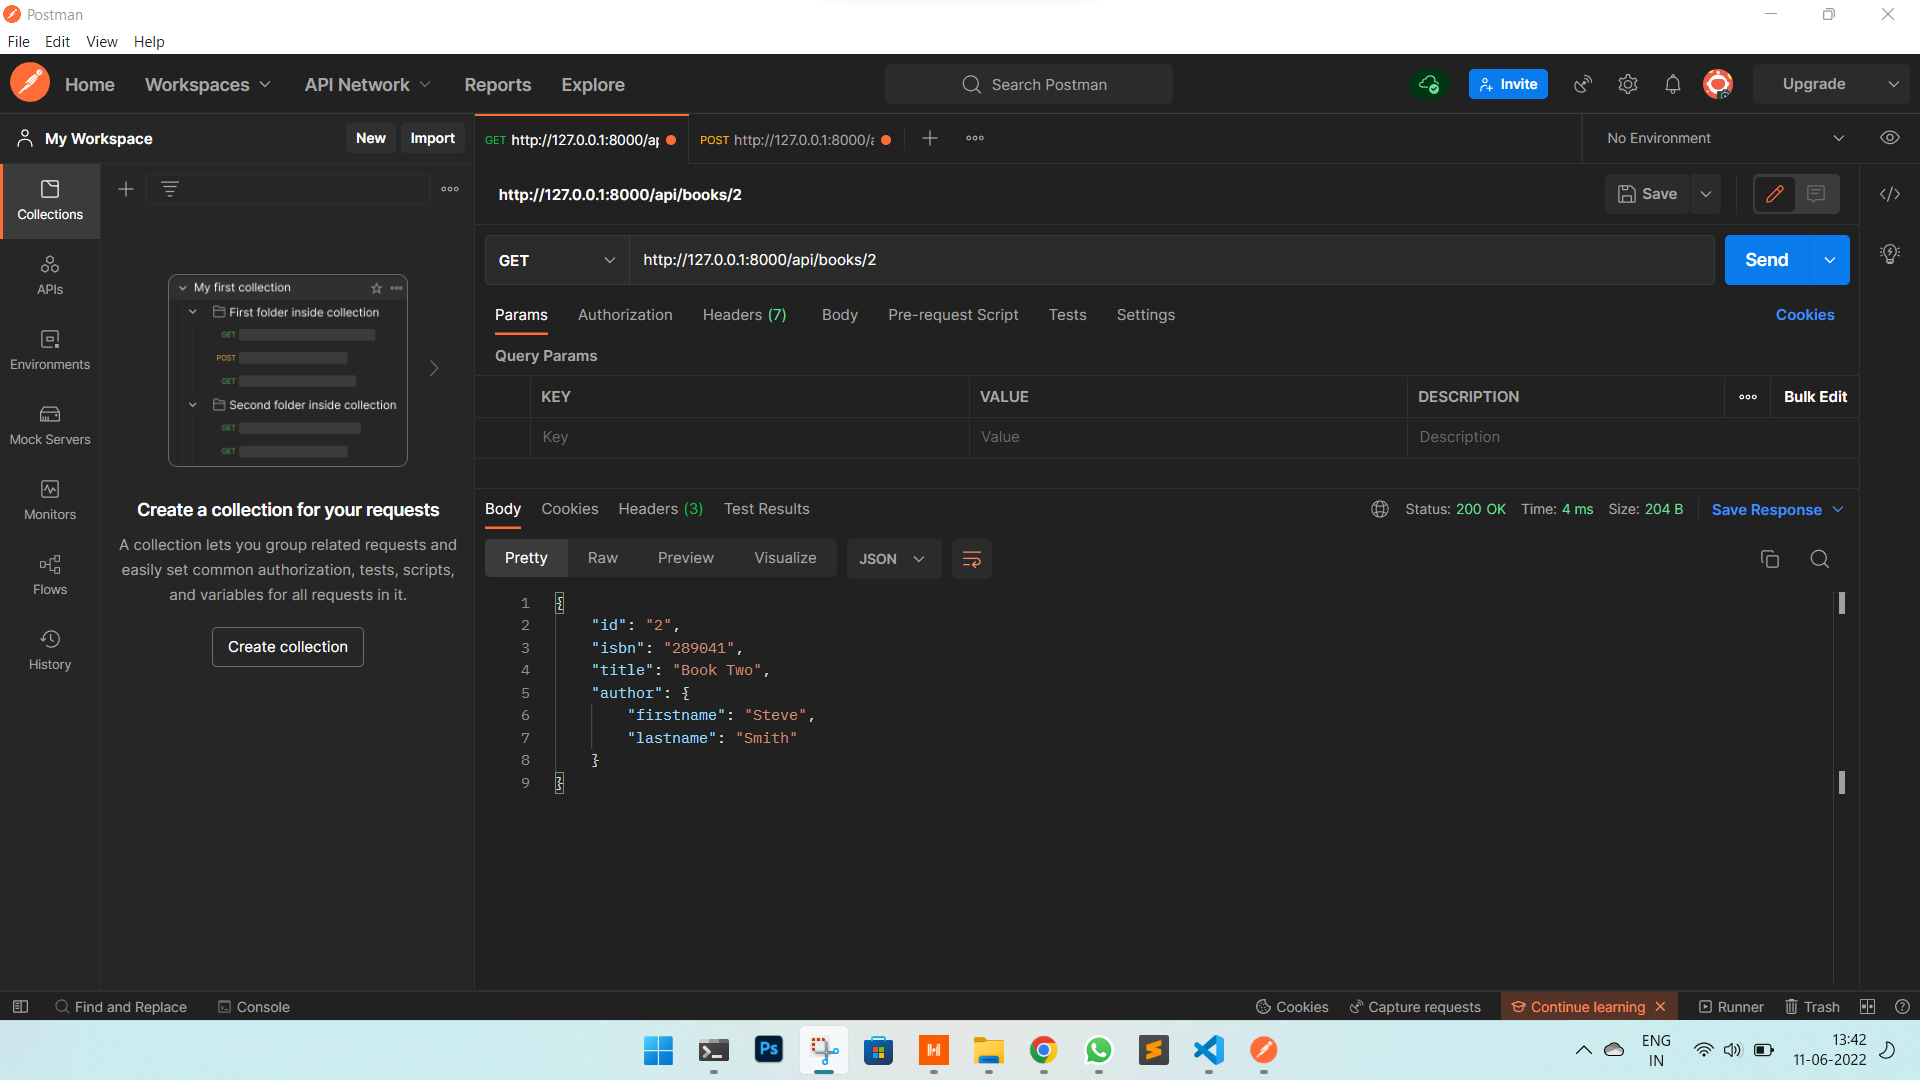 Postman
File Edit View Help
Home Workspaces API Network Reports Explore Search Postman Invite Upgrade
My Workspace New Import
GET http://127.0.0.1:8000/ap POST http://127.0.0.1:8000/a No Environment
http://127.0.0.1:8000/api/books/2 Save
Collections
APIs
Environments
Mock Servers
Monitors
Flows
History
My first collection
First folder inside collection
GET
POST
GET
Second folder inside collection
GET
GET
Create a collection for your requests
A collection lets you group related requests and
easily set common authorization, tests, scripts,
and variables for all requests in it.
Create collection
GET http://127.0.0.1:8000/api/books/2 Send
Params Authorization Headers (7) Body Pre-request Script Tests Settings Cookies
Query Params
KEY VALUE DESCRIPTION Bulk Edit
Key Value Description
Body Cookies Headers (3) Test Results Status: 200 OK Time: 4 ms Size: 204 B Save Response
Pretty Raw Preview Visualize JSON
1 {
2 "id": "2",
3 "isbn": "289041",
4 "title": "Book Two",
5 "author": {
6 "firstname": "Steve",
7 "lastname": "Smith"
8 }
9 }
Find and Replace Console Cookies Capture requests Continue learning Runner Trash
Ps
ENG
IN
13:42
11-06-2022